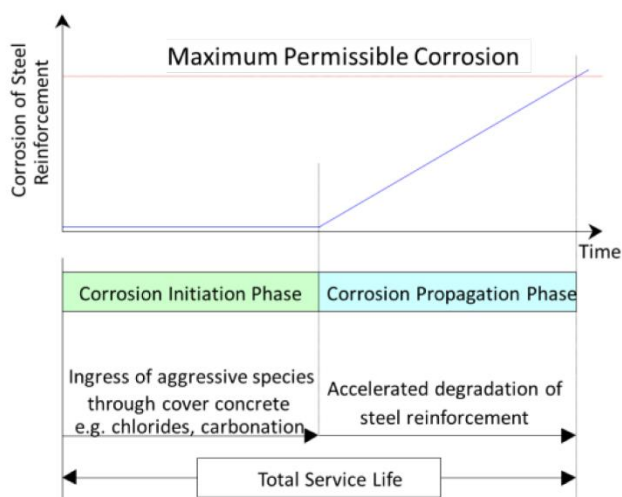 Maximum Permissible Corrosion
Corrosion of Steel
Reinforcement
Time
Corrosion Initiation Phase
Corrosion Propagation Phase
Ingress of aggressive species
through cover concrete
e.g. chlorides, carbonation
Accelerated degradation of
steel reinforcement
Total Service Life